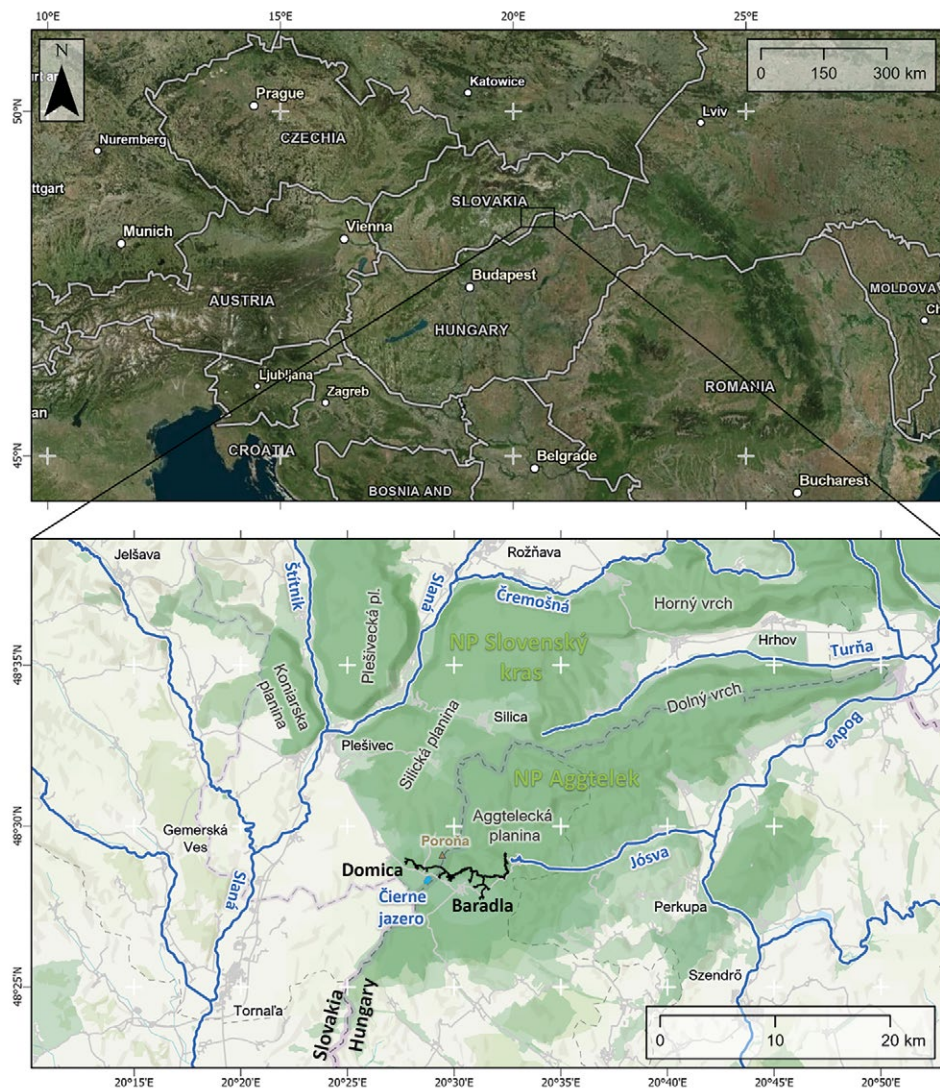 10°E
15°E
20°E
25°E
N
0 150 300 km
Katowice
Prague
50°N
Lviv
Nuremberg
CZECHIA
ttgart
SLOVAKIA
Munich
Vienna
Budapest
AUSTRIA
MOLDOVA
HUNGARY
Ljubljana
Zagreb
ROMANIA
CROATIA
45°N
Belgrade
BOSNIA AND
Bucharest
Jelšava
Štítnik
Plešivecká pl.
Slaná
Rožňava
Čremošná
Horný vrch
NP Slovenský
kras
Hrhov
Turňa
48°35'N
Koniarska
planina
Dolný vrch
Silica
Silická planina
Plešivec
Bodva
NP Aggtelek
Aggtelecká
planina
48°30'N
Gemerská
Ves
Poroňa
Domica
Jósva
Čierne
jazero
Baradla
Slaná
Perkupa
Szendrő
48°25'N
Tornaľa
Slovakia
Hungary
0 10 20 km
20°15'E
20°20'E
20°25'E
20°30'E
20°35'E
20°40'E
20°45'E
20°50'E